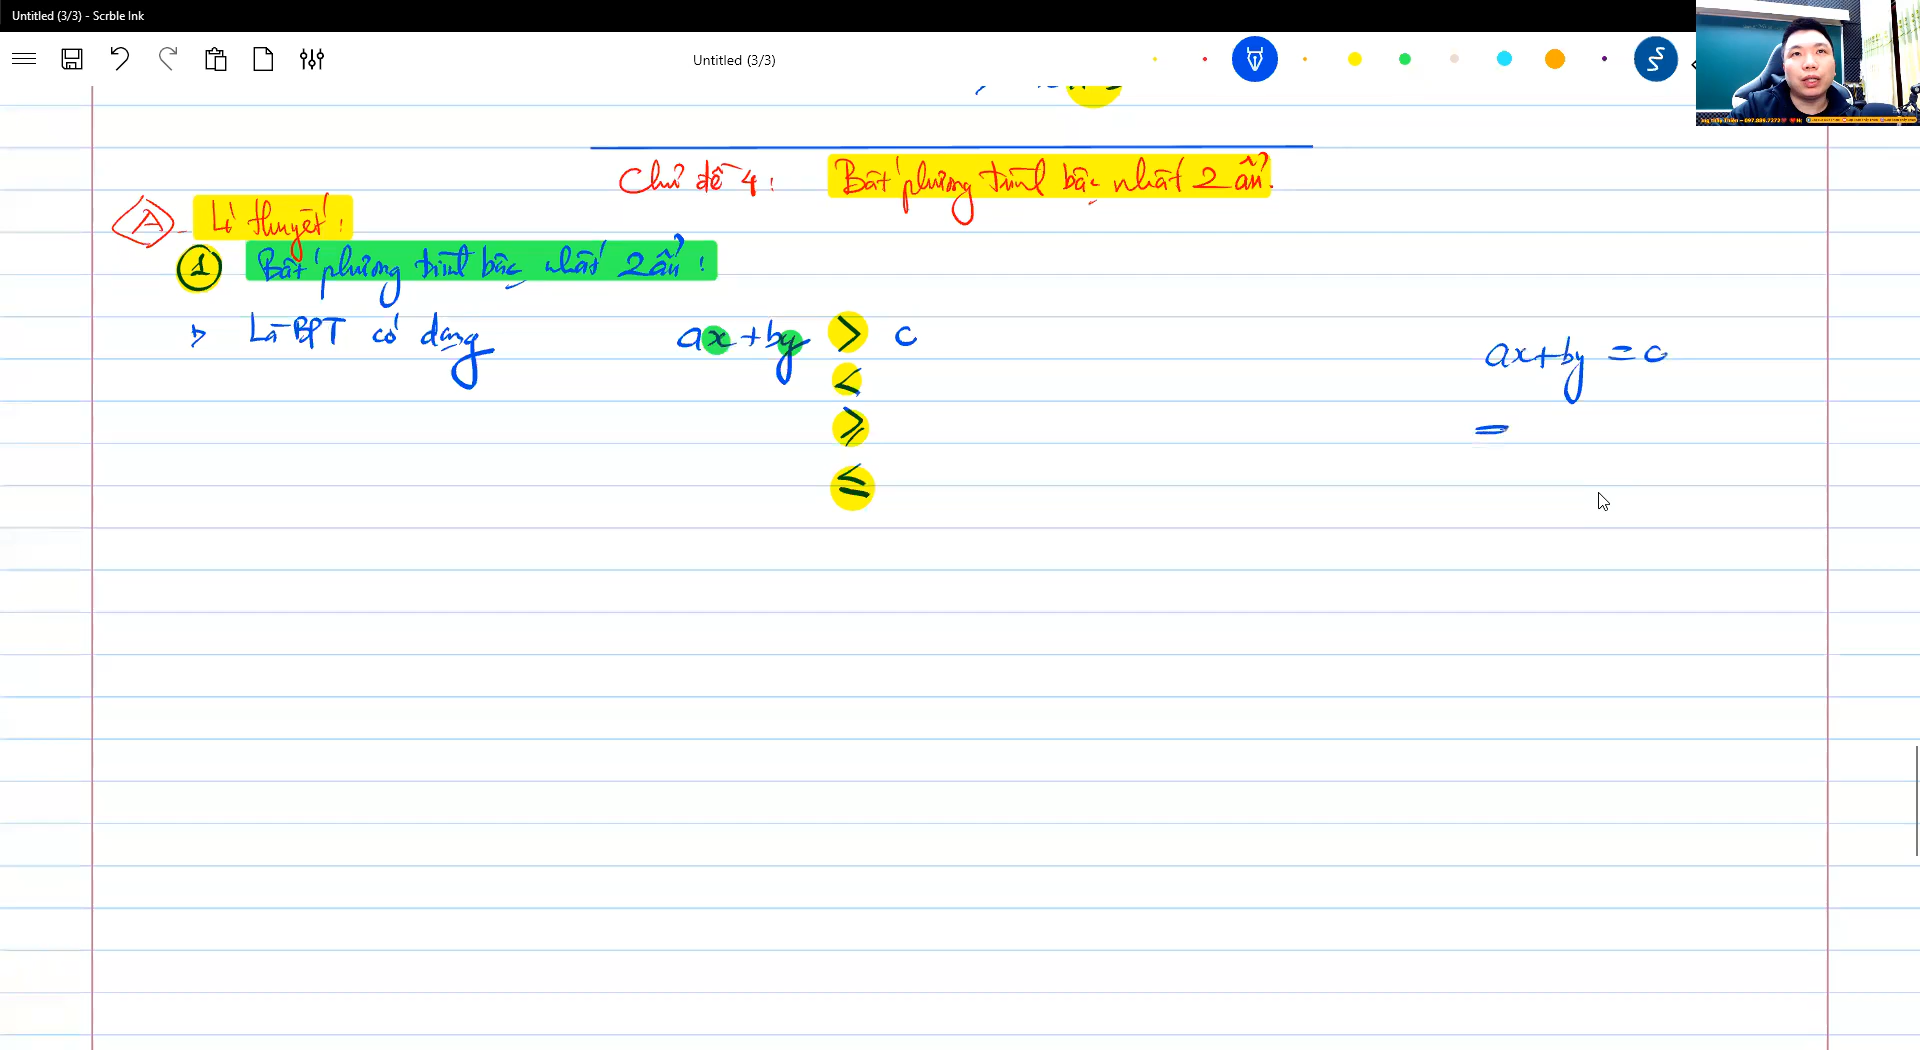 Untitled (3/3) - Scrble Ink
Untitled (3/3)
Chủ đề 4: Bất phương trình bậc nhất 2 ẩn.
A - Lí thuyết:
1 Bất phương trình bậc nhất 2 ẩn:
Là BPT có dạng ax+by > c
<
≥
≤
ax+by = c
=